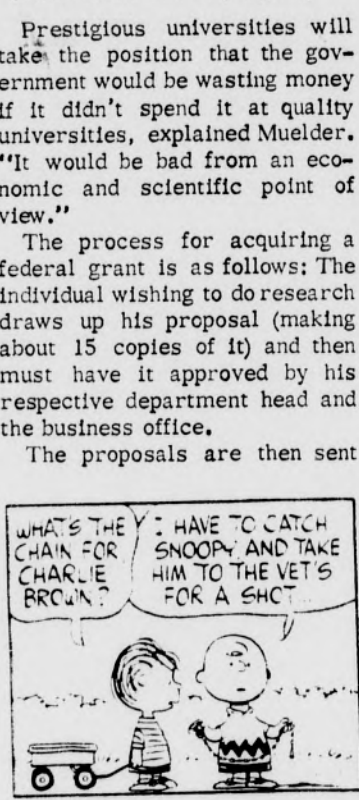 Prestigious universities will
take the position that the gov-
ernment would be wasting money
if it didn't spend it at quality
universities, explained Muelder.
"It would be bad from an eco-
nomic and scientific point of
view."
The process for acquiring a
federal grant is as follows: The
individual wishing to do research
draws up his proposal (making
about 15 copies of it) and then
must have it approved by his
respective department head and
the business office.
The proposals are then sent
WHAT'S THE
CHAIN FOR
CHARLIE
BROWN?
I HAVE TO CATCH
SNOOPY AND TAKE
HIM TO THE VET'S
FOR A SHOT...